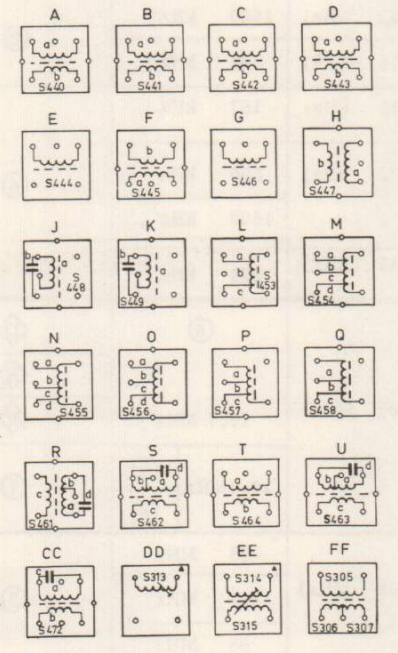 A B C D
a a a a
b b b b
S440 S441 S442 S443
E F G H
a b a b a
S444 a S446 S447
S445
J K L M
b a b a a b c a b c d
S 448 S449 S 1453 S454
N O P Q
a b c d a b c d a b c a b c d
S455 S456 S457 S458
R S T U
c b a d b a d a b a d
c b c
S461 S462 S464 S463
CC DD EE FF
c S313 S314 S305
a
b
S472 S315 S306 S307